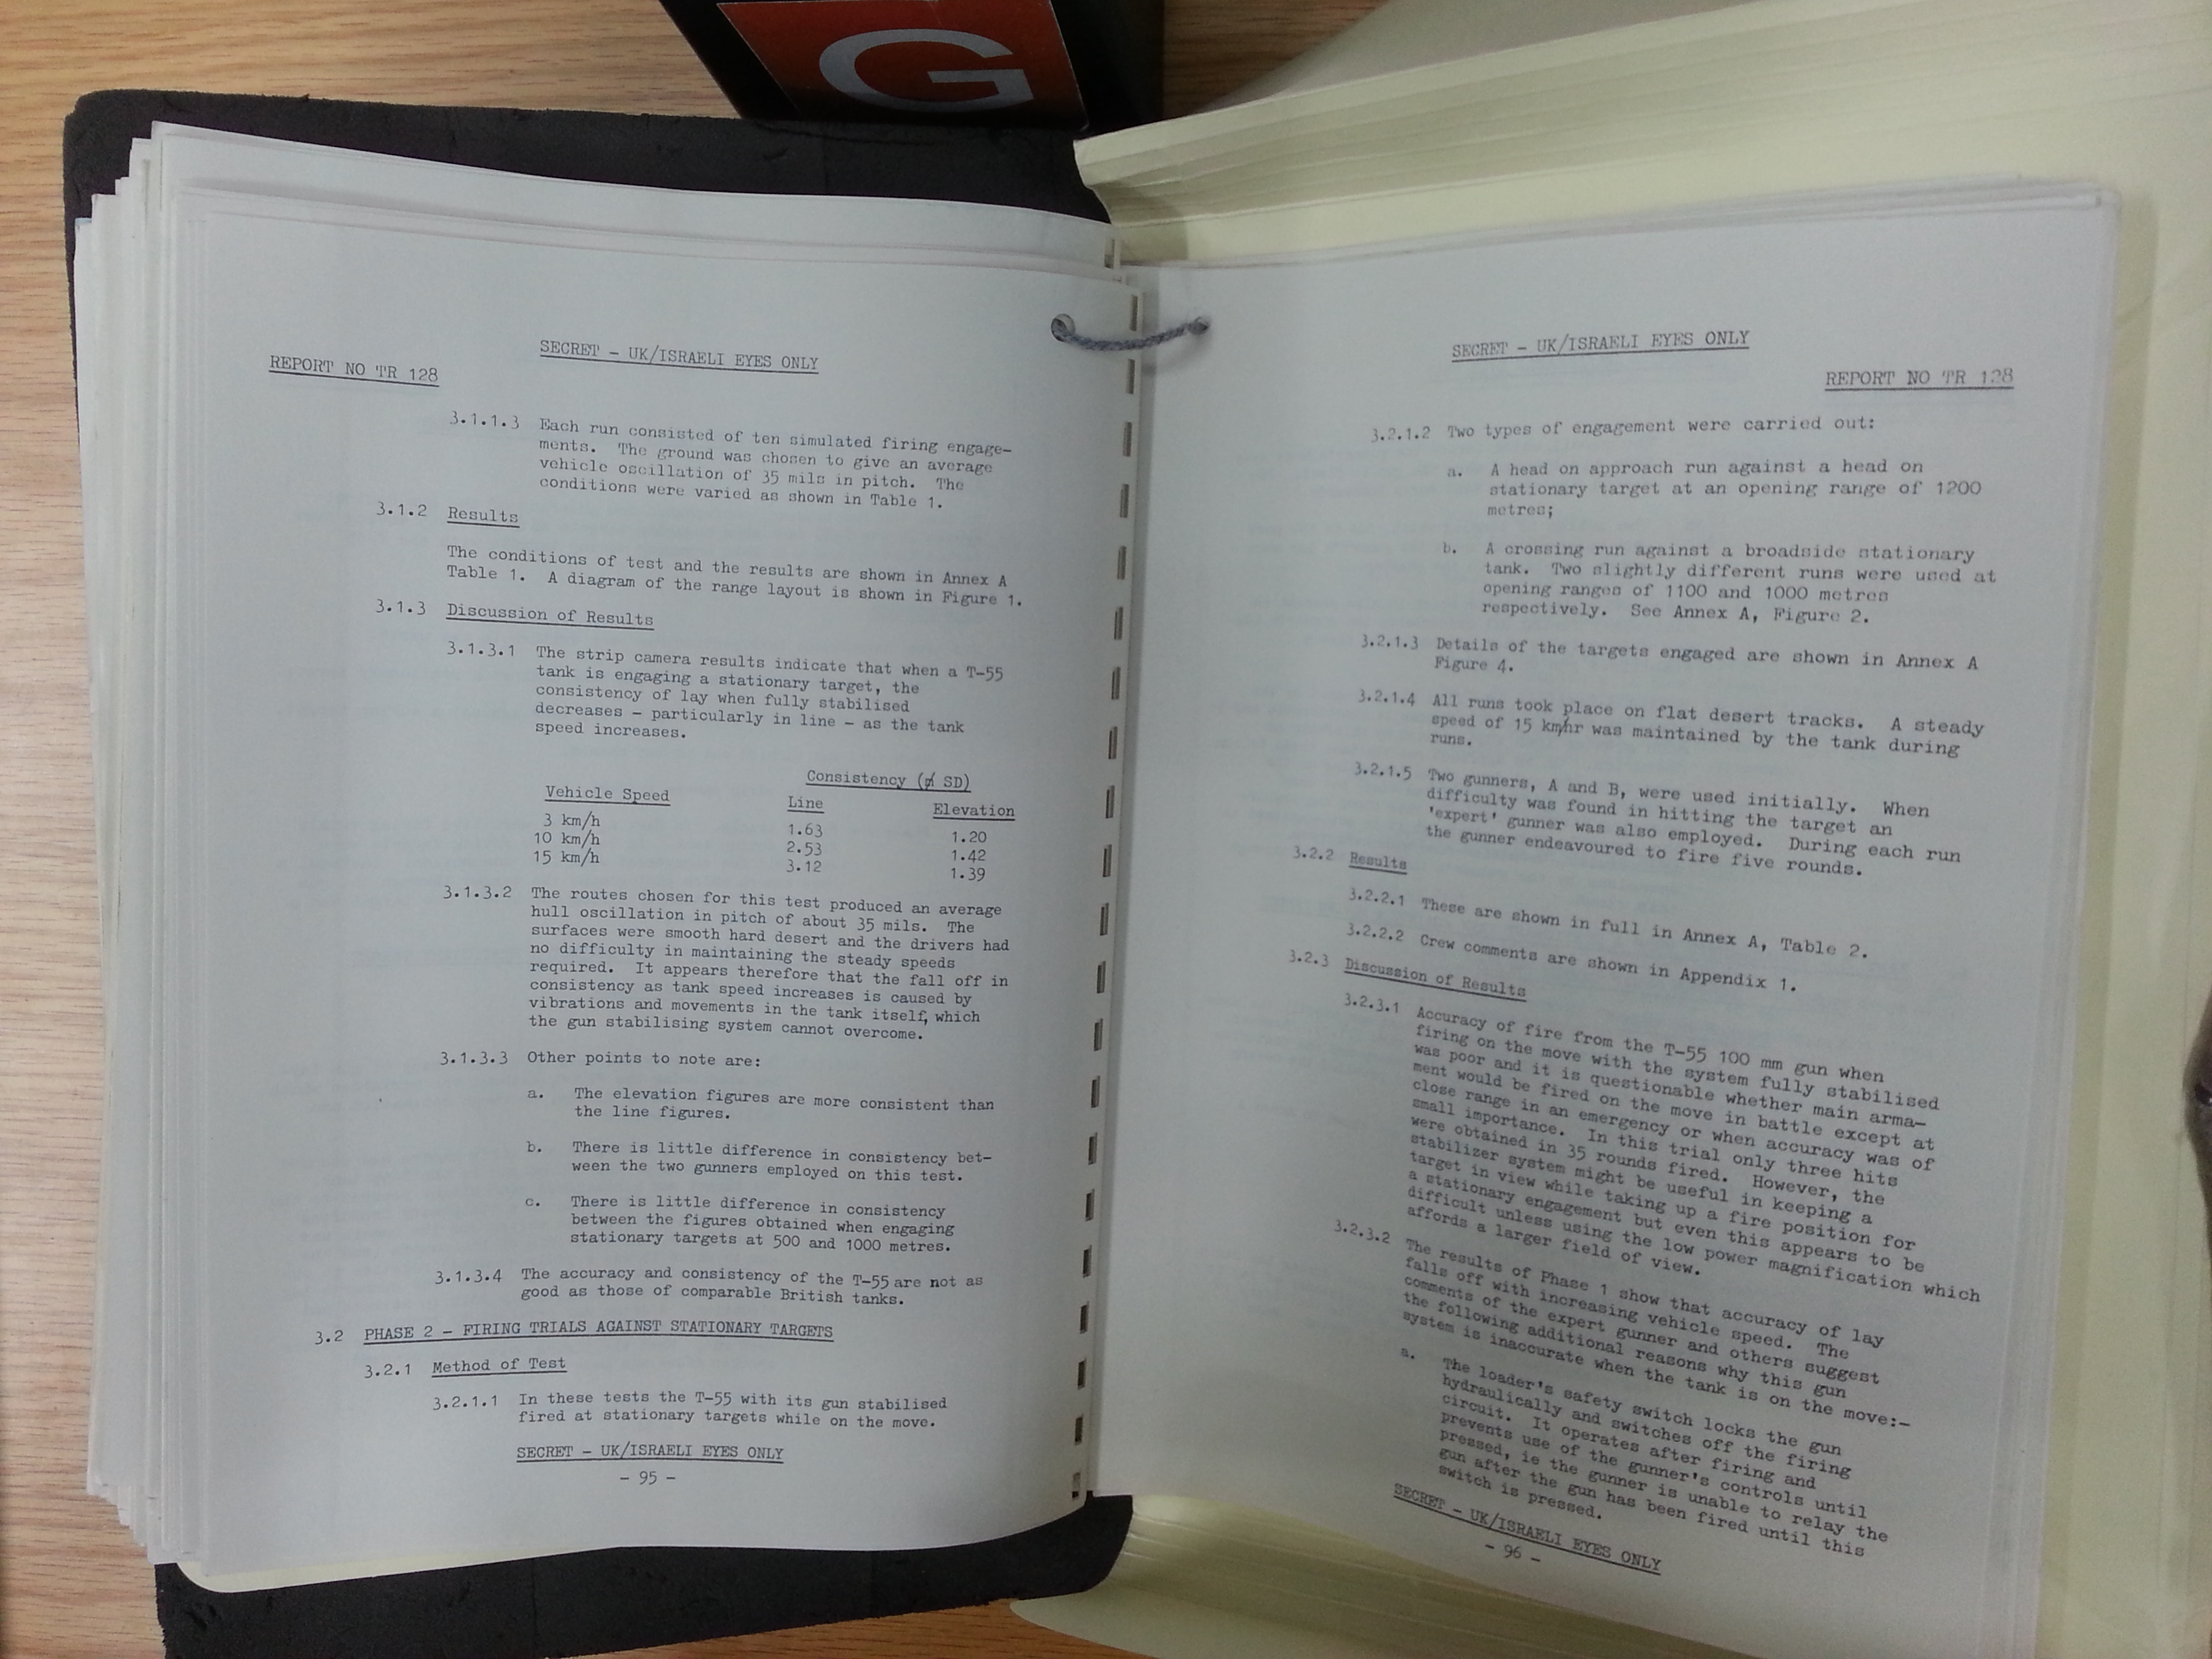 G
SECRET - UK/ISRAELI EYES ONLY
REPORT NO TR 128
3.1.1.3 Each run consisted of ten simulated firing engage-
ments. The ground was chosen to give an average
vehicle oscillation of 35 mils in pitch. The
conditions were varied as shown in Table 1.
3.1.2 Results
The conditions of test and the results are shown in Annex A
Table 1. A diagram of the range layout is shown in Figure 1.
3.1.3 Discussion of Results
3.1.3.1 The strip camera results indicate that when a T-55
tank is engaging a stationary target, the
consistency of lay when fully stabilised
decreases - particularly in line - as the tank
speed increases.
Consistency (m SD)
Vehicle Speed Line Elevation
3 km/h 1.63 1.20
10 km/h 2.53 1.42
15 km/h 3.12 1.39
3.1.3.2 The routes chosen for this test produced an average
hull oscillation in pitch of about 35 mils. The
surfaces were smooth hard desert and the drivers had
no difficulty in maintaining the steady speeds
required. It appears therefore that the fall off in
consistency as tank speed increases is caused by
vibrations and movements in the tank itself, which
the gun stabilising system cannot overcome.
3.1.3.3 Other points to note are:
a. The elevation figures are more consistent than
the line figures.
b. There is little difference in consistency bet-
ween the two gunners employed on this test.
c. There is little difference in consistency
between the figures obtained when engaging
stationary targets at 500 and 1000 metres.
3.1.3.4 The accuracy and consistency of the T-55 are not as
good as those of comparable British tanks.
3.2 PHASE 2 - FIRING TRIALS AGAINST STATIONARY TARGETS
3.2.1 Method of Test
3.2.1.1 In these tests the T-55 with its gun stabilised
fired at stationary targets while on the move.
SECRET - UK/ISRAELI EYES ONLY
- 95 -
SECRET - UK/ISRAELI EYES ONLY
REPORT NO TR 128
3.2.1.2 Two types of engagement were carried out:
a. A head on approach run against a head on
stationary target at an opening range of 1200
metres;
b. A crossing run against a broadside stationary
tank. Two slightly different runs were used at
opening ranges of 1100 and 1000 metres
respectively. See Annex A, Figure 2.
3.2.1.3 Details of the targets engaged are shown in Annex A
Figure 4.
3.2.1.4 All runs took place on flat desert tracks. A steady
speed of 15 km/hr was maintained by the tank during
runs.
3.2.1.5 Two gunners, A and B, were used initially. When
difficulty was found in hitting the target an
'expert' gunner was also employed. During each run
the gunner endeavoured to fire five rounds.
3.2.2 Results
3.2.2.1 These are shown in full in Annex A, Table 2.
3.2.2.2 Crew comments are shown in Appendix 1.
3.2.3 Discussion of Results
3.2.3.1 Accuracy of fire from the T-55 100 mm gun when
firing on the move with the system fully stabilised
was poor and it is questionable whether main arma-
ment would be fired on the move in battle except at
close range in an emergency or when accuracy was of
small importance. In this trial only three hits
were obtained in 35 rounds fired. However, the
stabilizer system might be useful in keeping a
target in view while taking up a fire position for
a stationary engagement but even this appears to be
difficult unless using the low power magnification which
affords a larger field of view.
3.2.3.2 The results of Phase 1 show that accuracy of lay
falls off with increasing vehicle speed. The
comments of the expert gunner and others suggest
the following additional reasons why this gun
system is inaccurate when the tank is on the move:-
a. The loader's safety switch locks the gun
hydraulically and switches off the firing
circuit. It operates after firing and
prevents use of the gunner's controls until
pressed, ie the gunner is unable to relay the
gun after the gun has been fired until this
switch is pressed.
SECRET - UK/ISRAELI EYES ONLY
- 96 -